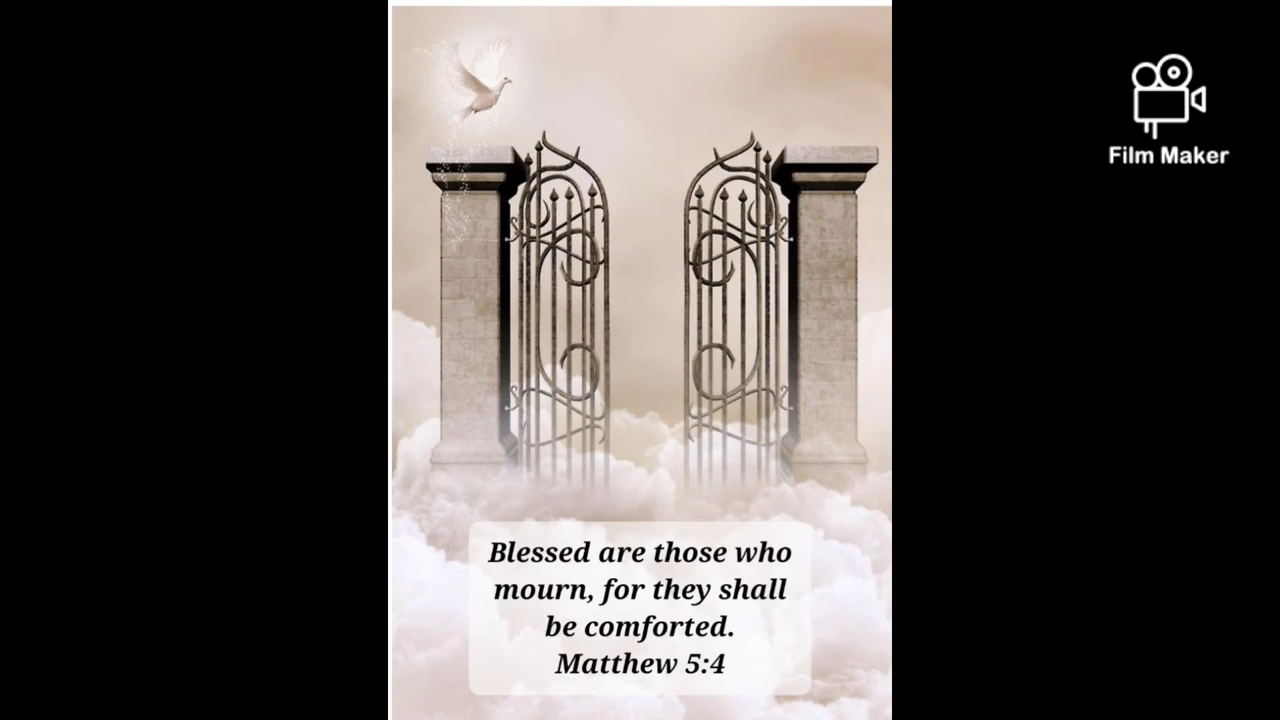 Film Maker
Blessed are those who
mourn, for they shall
be comforted.
Matthew 5:4